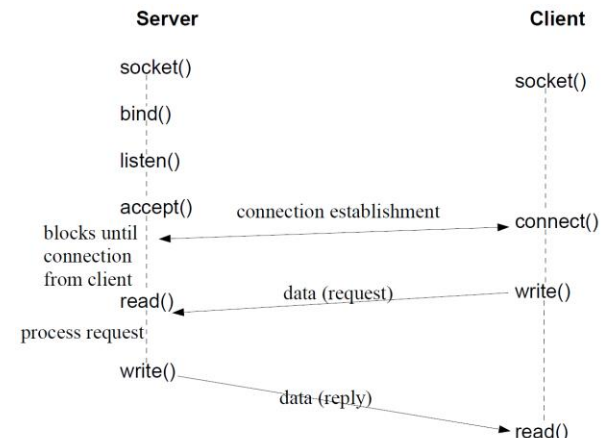 Server
Client
socket()
socket()
bind()
listen()
accept()
connection establishment
connect()
blocks until
connection
from client
data (request)
write()
read()
process request
write()
data (reply)
read()